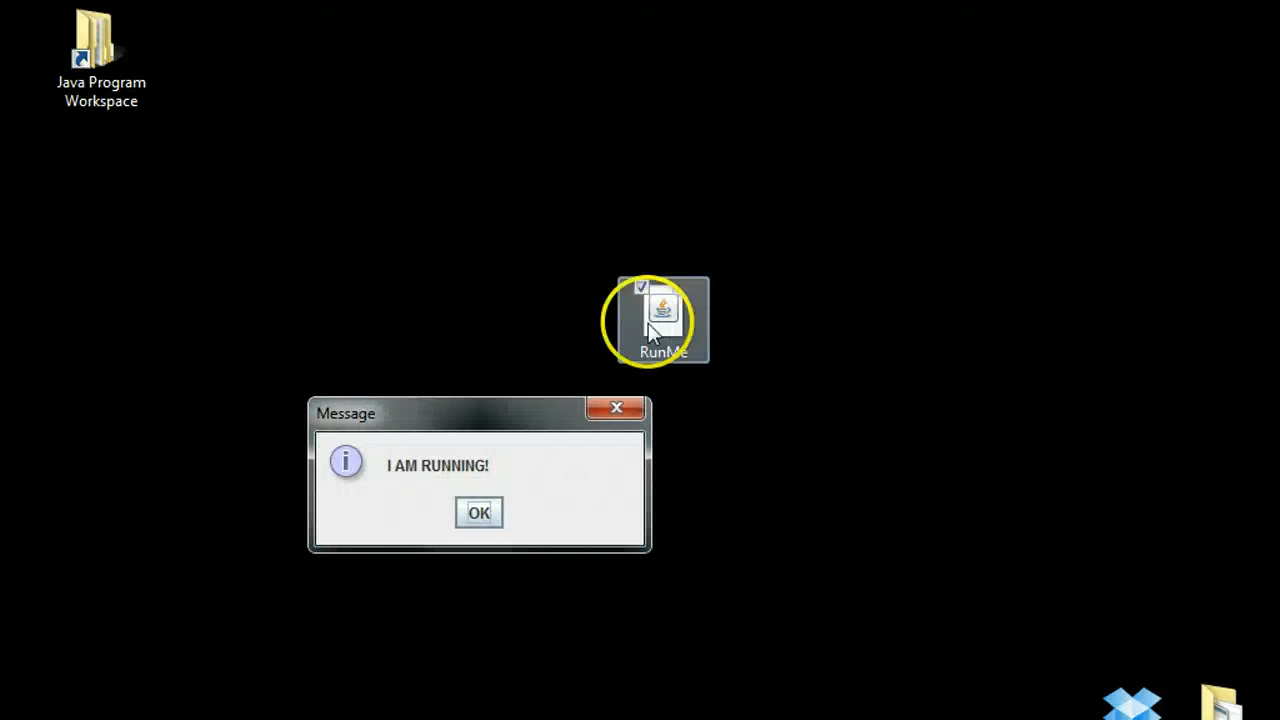 Java Program
Workspace
RunMe
Message
I AM RUNNING!
OK